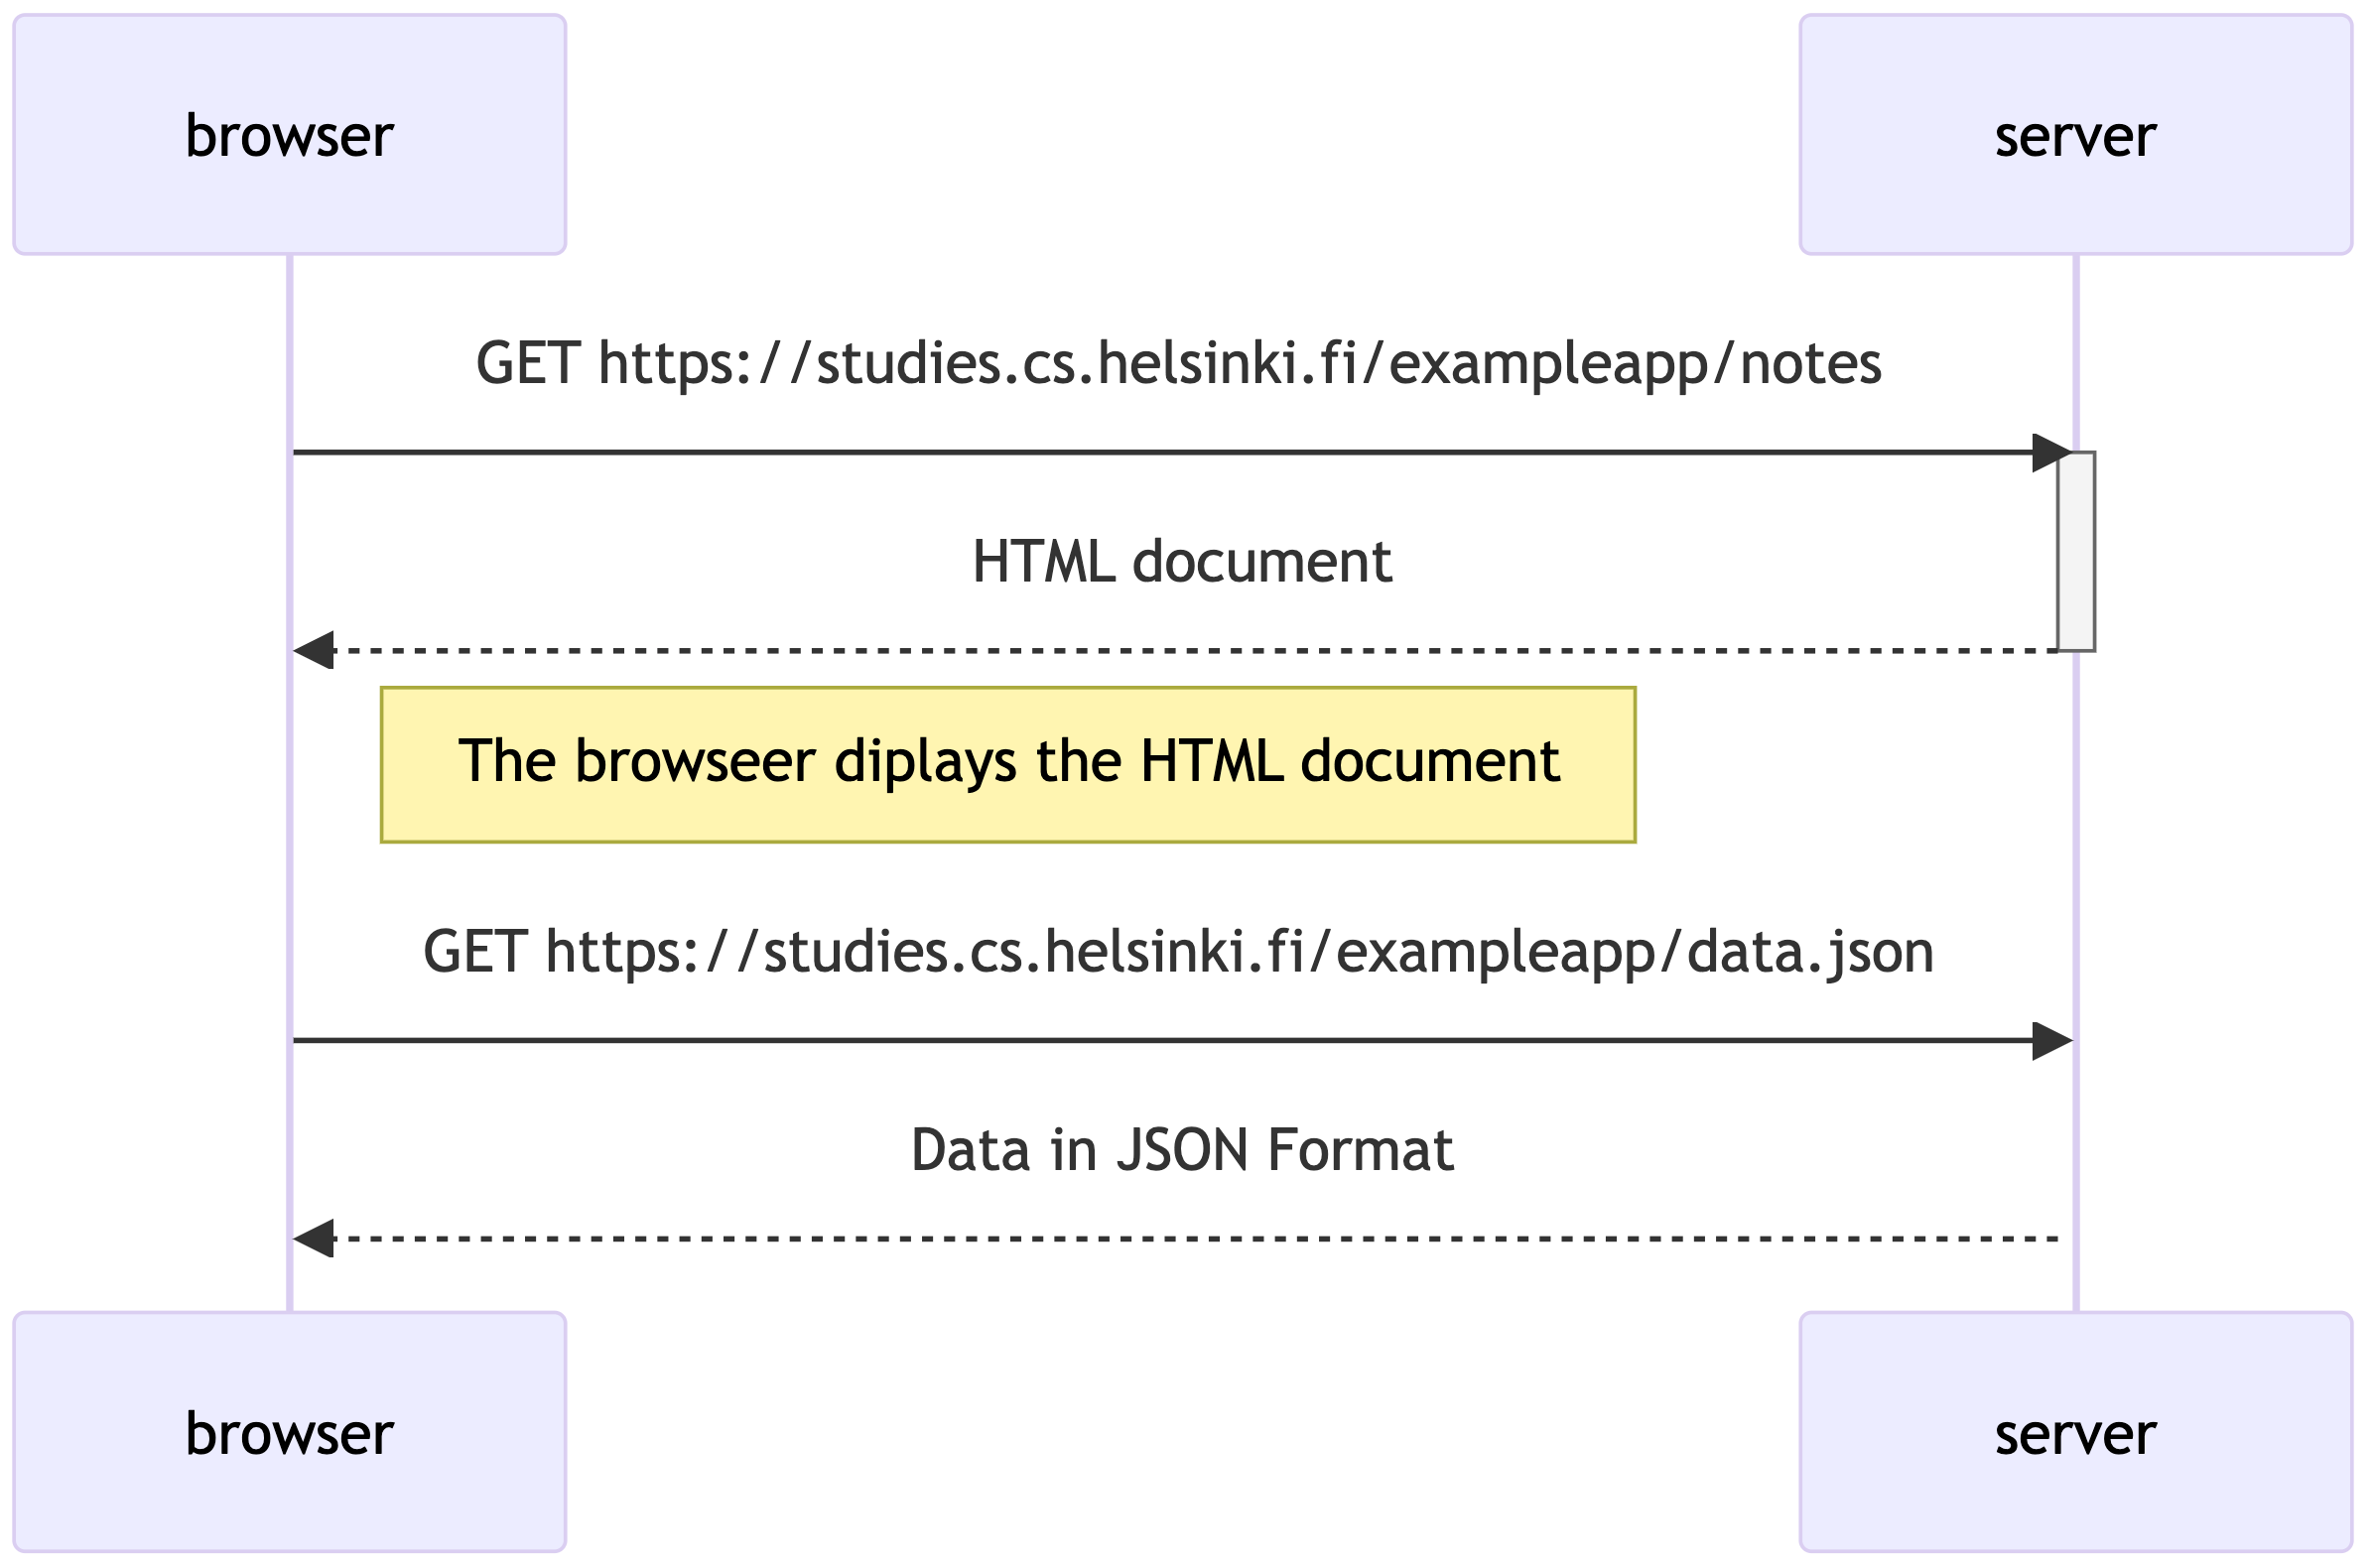 browser
server
GET https://studies.cs.helsinki.fi/exampleapp/notes
HTML document
The browseer diplays the HTML document
GET https://studies.cs.helsinki.fi/exampleapp/data.json
Data in JSON Format
browser
server